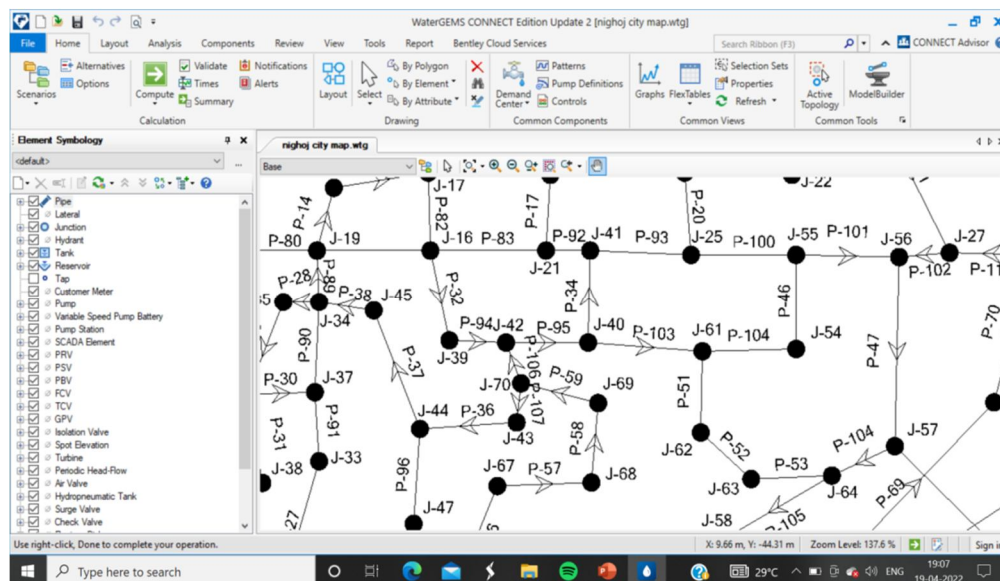 WaterGEMS CONNECT Edition Update 2 [nighoj city map.wtg]
File Home Layout Analysis Components Review View Tools Report Bentley Cloud Services Search Ribbon (F3) CONNECT Advisor
Scenarios Alternatives Options Compute Validate Times Summary Notifications Alerts Layout Select By Polygon By Element By Attribute Demand Center Patterns Pump Definitions Controls Graphs FlexTables Selection Sets Properties Refresh Active Topology ModelBuilder
Calculation Drawing Common Components Common Views Common Tools
Element Symbology
<default>
...
Pipe
Lateral
Junction
Hydrant
Tank
Reservoir
Tap
Customer Meter
Pump
Variable Speed Pump Battery
Pump Station
SCADA Element
PRV
PSV
PBV
FCV
TCV
GPV
Isolation Valve
Spot Elevation
Turbine
Periodic Head-Flow
Air Valve
Hydropneumatic Tank
Surge Valve
Check Valve
nighoj city map.wtg
Base
J-17 J-22
P-14 P-82 P-17 P-20
P-80 J-19 J-16 P-83 J-21 P-92 J-41 P-93 J-25 P-100 J-55 P-101 J-56 P-102 J-27 P-11
P-28 P-89 P-38 J-45 P-32 P-34 P-46 P-70
35 J-34
P-90 P-37 J-39 P-94 J-42 P-95 J-40 P-103 J-61 P-104 J-54 P-47
P-106 J-70 P-59 J-69 P-51
P-30 J-37 P-107
P-31 P-91 J-44 P-36 J-43 P-58 J-62 P-52 J-57
J-38 J-33 P-96 J-67 P-57 J-68 J-63 P-53 J-64 P-104 P-69
27 J-47 J-58 P-105
Use right-click, Done to complete your operation. X: 9.66 m, Y: -44.31 m Zoom Level: 137.6 % Sign in
Type here to search 29°C ENG 19:07
19-04-2022